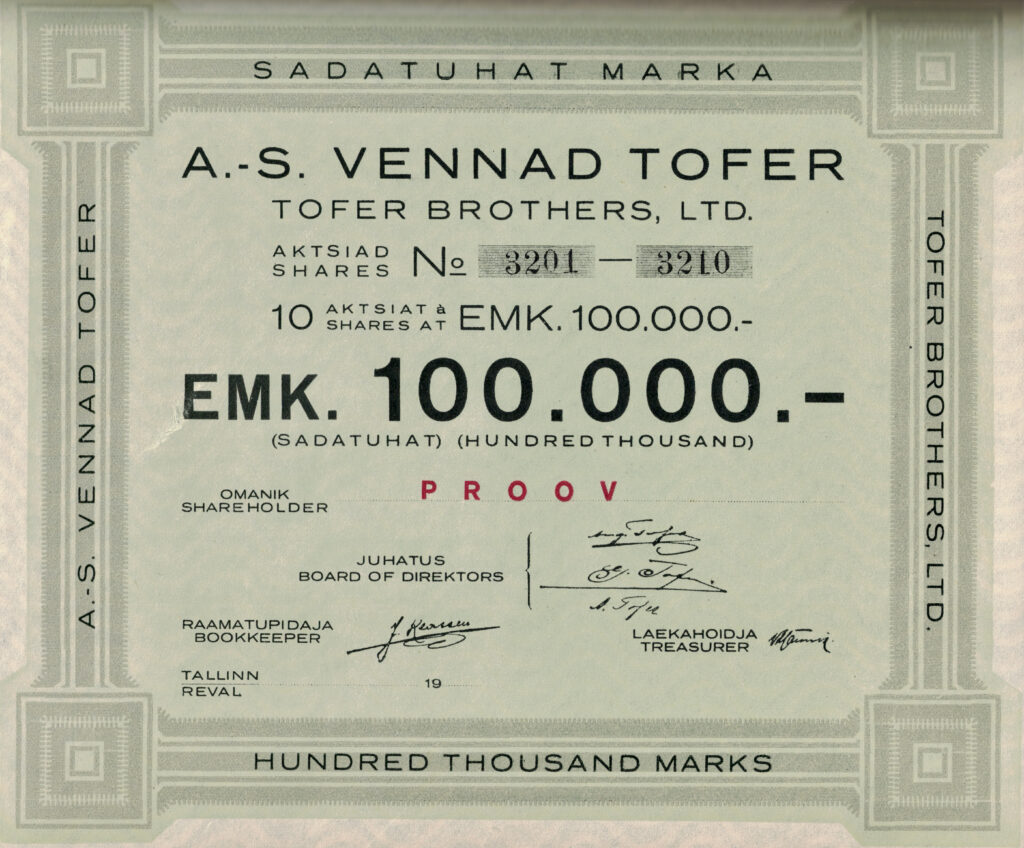 SADATUHAT MARKA
A.-S. VENNAD TOFER
TOFER BROTHERS, LTD.
AKTSIAD
SHARES No 3201 — 3210
10 AKTSIAT à
SHARES AT EMK. 100.000.-
EMK. 100.000.-
(SADATUHAT) (HUNDRED THOUSAND)
OMANIK
SHAREHOLDER
PROOV
JUHATUS
BOARD OF DIREKTORS
RAAMATUPIDAJA
BOOKKEEPER
LAEKAHOIDJA
TREASURER
TALLINN
REVAL
19
HUNDRED THOUSAND MARKS
A.-S. VENNAD TOFER
TOFER BROTHERS, LTD.